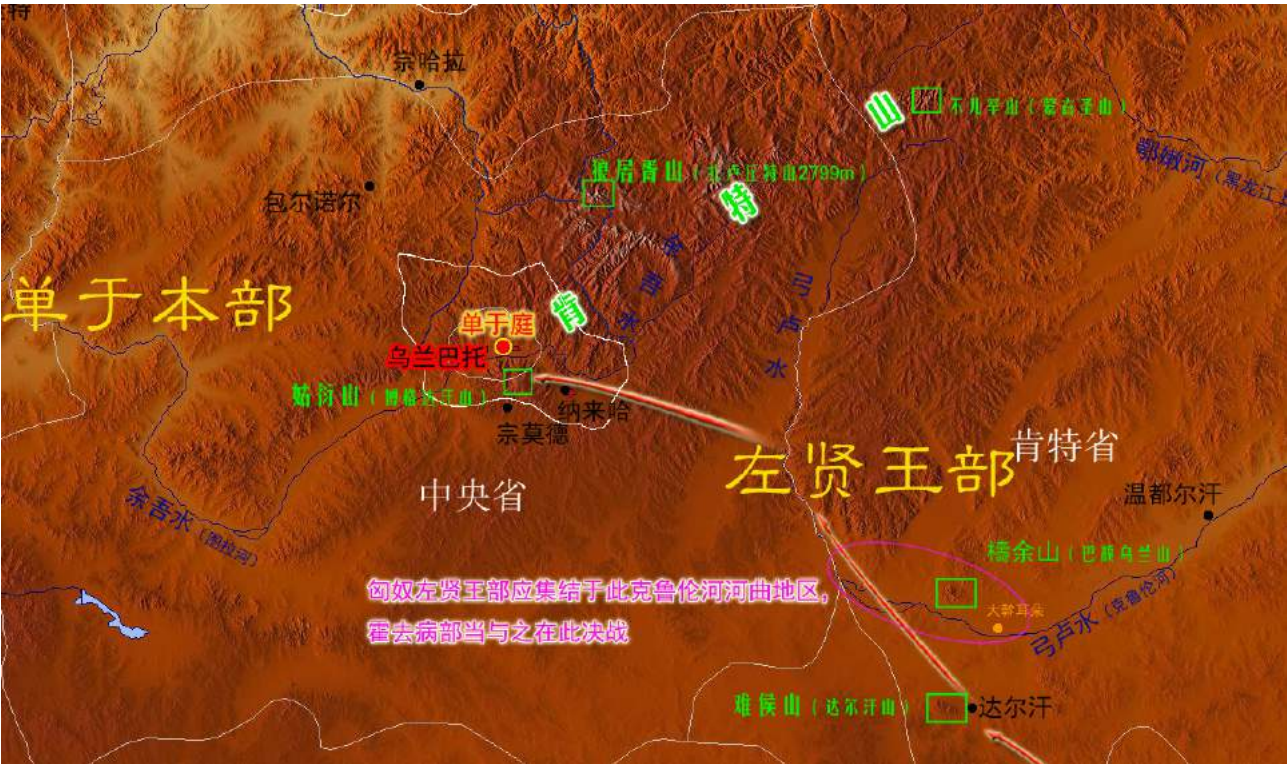 特
宗哈拉
山
不儿罕山（蒙古圣山）
鄂嫩河（黑龙江
狼居胥山
2799m）
特
包尔诺尔
余吾水
弓卢水
单于本部
肯
单于庭
乌兰巴托
姑衍山（博格达汗山）
纳来哈
宗莫德
左贤王部
肯特省
中央省
温都尔汗
余吾水（图拉河）
樯余山（巴颜乌兰山）
匈奴左贤王部应集结于此克鲁伦河河曲地区，
霍去病部当与之在此决战
大斡耳朵
弓卢水（克鲁伦河）
难侯山（达尔汗山）
达尔汗